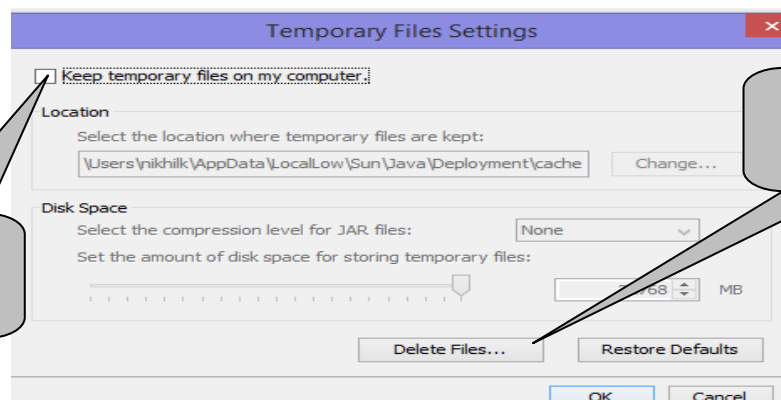 Temporary Files Settings
Keep temporary files on my computer.
Location
Select the location where temporary files are kept:
\Users\nikhilk\AppData\LocalLow\Sun\Java\Deployment\cache Change...
Disk Space
Select the compression level for JAR files: None
Set the amount of disk space for storing temporary files:
MB
Delete Files... Restore Defaults
OK Cancel